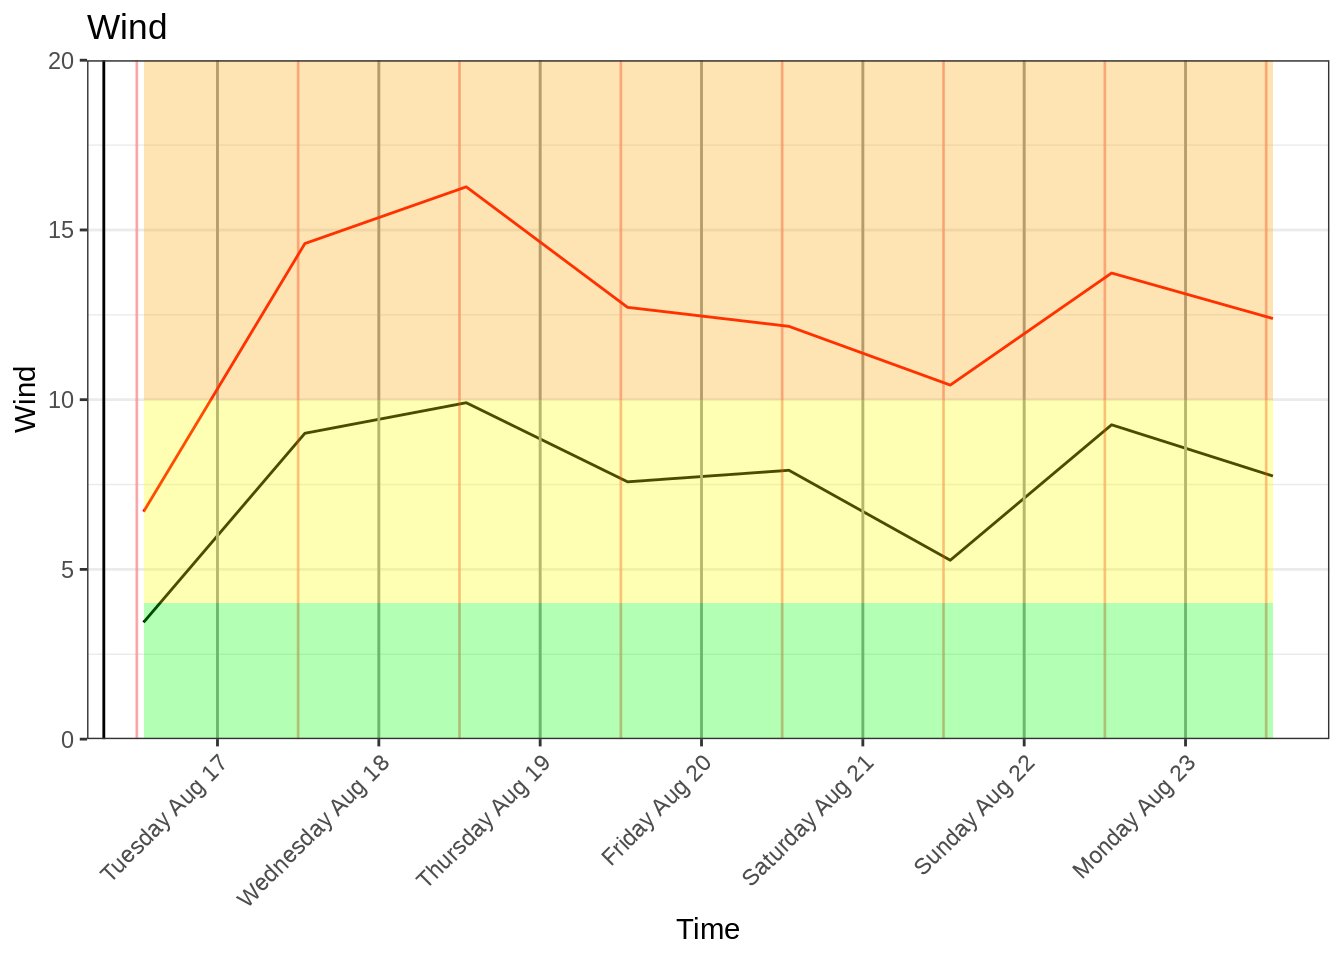 Wind
Wind
20
15
10
5
0
Tuesday Aug 17
Wednesday Aug 18
Thursday Aug 19
Friday Aug 20
Saturday Aug 21
Sunday Aug 22
Monday Aug 23
Time